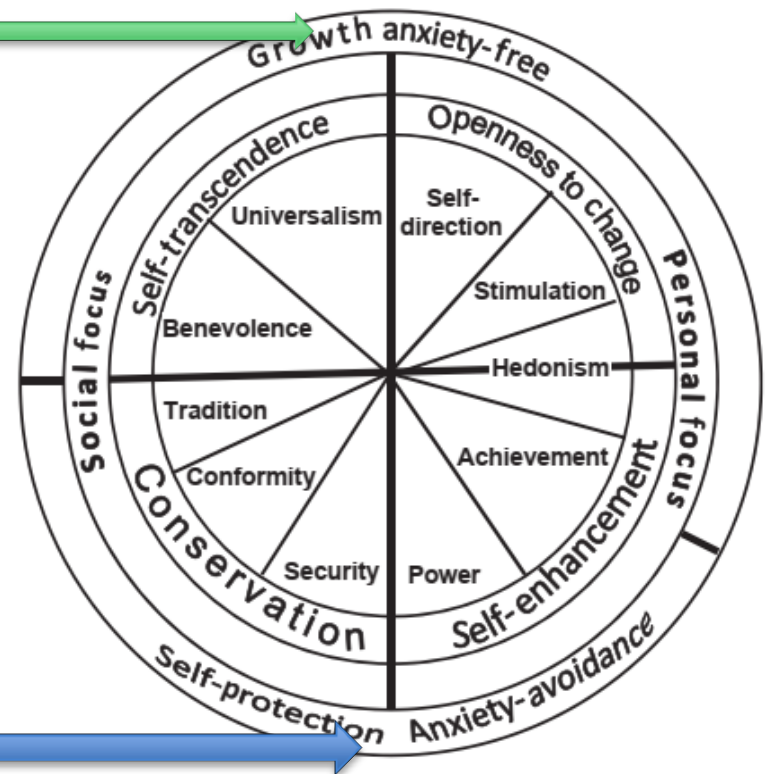 Growth anxiety-free
Self-transcendence
Openness to change
Universalism
Self-
direction
Stimulation
Benevolence
Hedonism
Social focus
Personal focus
Tradition
Conformity
Achievement
Security
Power
Conservation
Self-enhancement
Self-protection
Anxiety-avoidance